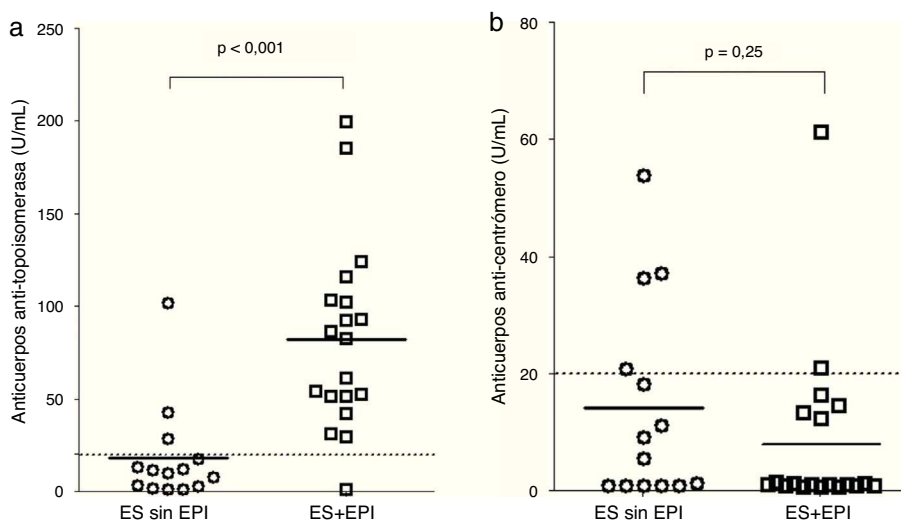 a
p < 0,001
Anticuerpos anti-topoisomerasa (U/mL)
250
200
150
100
50
0
ES sin EPI
ES+EPI
b
p = 0,25
Anticuerpos anti-centrómero (U/mL)
80
60
40
20
0
ES sin EPI
ES+EPI